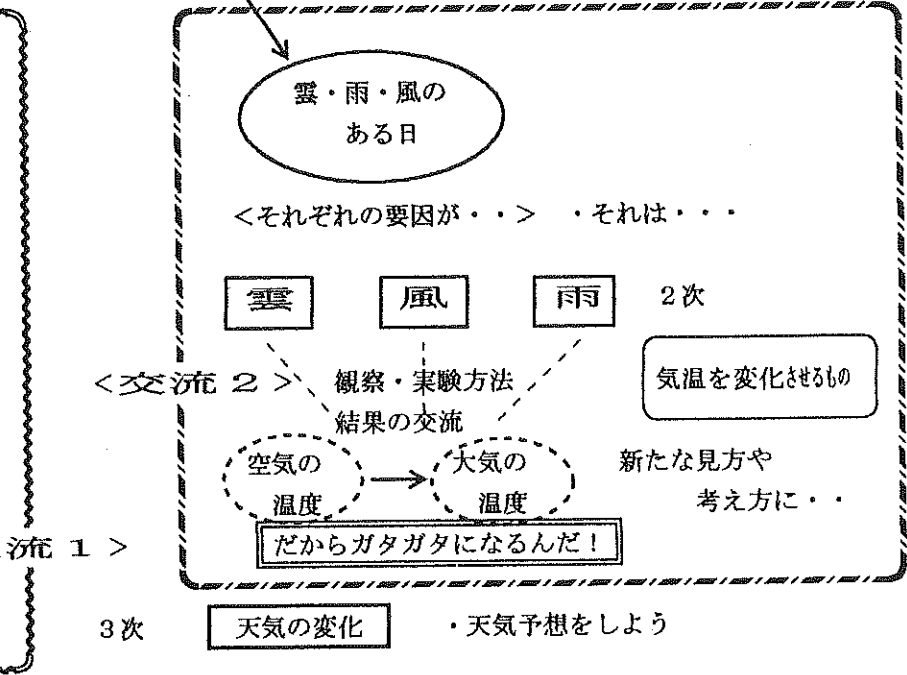 雲・雨・風の
ある日
＜それぞれの要因が・・＞ ・それは・・・
雲 風 雨 2次
＜交流2＞ 観察・実験方法
結果の交流
気温を変化させるもの
空気の
温度
大気の
温度
新たな見方や
考え方に・・
流1＞
だからガタガタになるんだ！
3次 天気の変化 ・天気予想をしよう